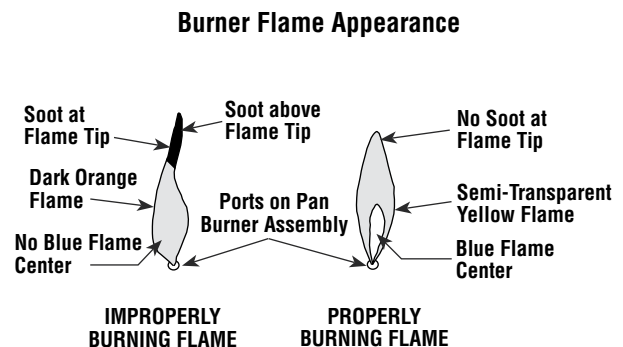 Burner Flame Appearance
Soot at
Flame Tip
Soot above
Flame Tip
Dark Orange
Flame
No Blue Flame
Center
Ports on Pan
Burner Assembly
No Soot at
Flame Tip
Semi-Transparent
Yellow Flame
Blue Flame
Center
IMPROPERLY
BURNING FLAME
PROPERLY
BURNING FLAME